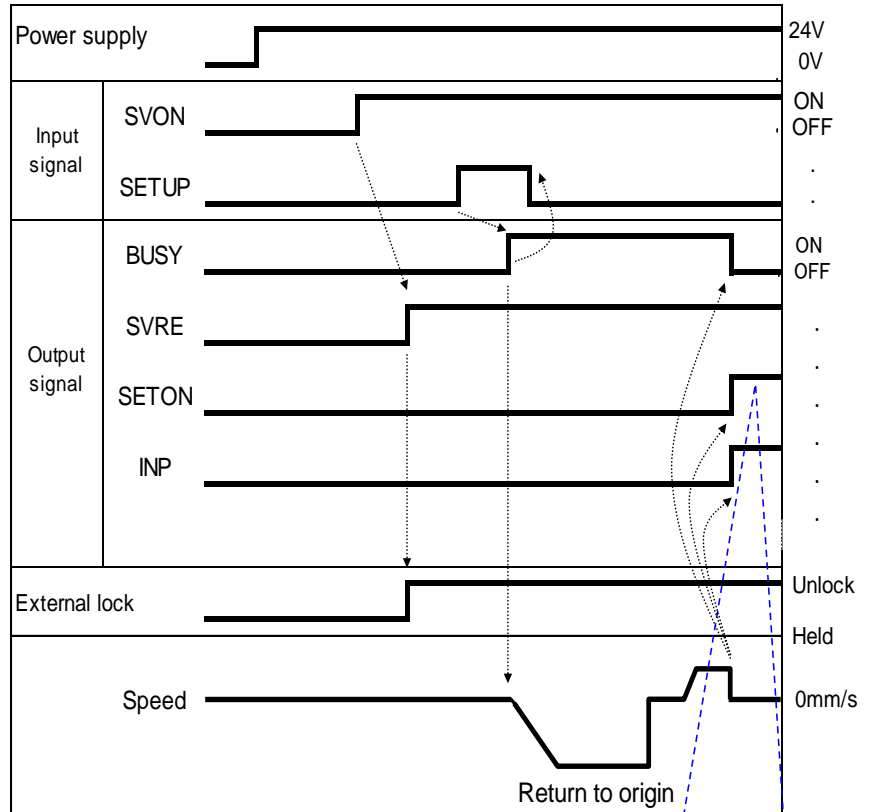 Power supply
24V
0V
Input
signal
SVON
ON
OFF
SETUP
Output
signal
BUSY
ON
OFF
SVRE
SETON
INP
External lock
Unlock
Held
Speed
0mm/s
Return to origin